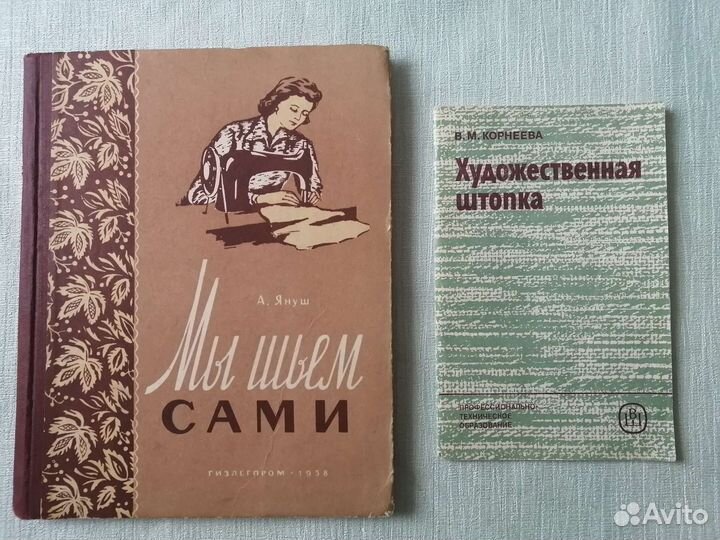 А. Януш
Мы шьем
САМИ
ГИЗЛЕГПРОМ • 1958
В. М. КОРНЕЕВА
Художественная
штопка
ПРОФЕССИОНАЛЬНО-
ТЕХНИЧЕСКОЕ
ОБРАЗОВАНИЕ
Avito